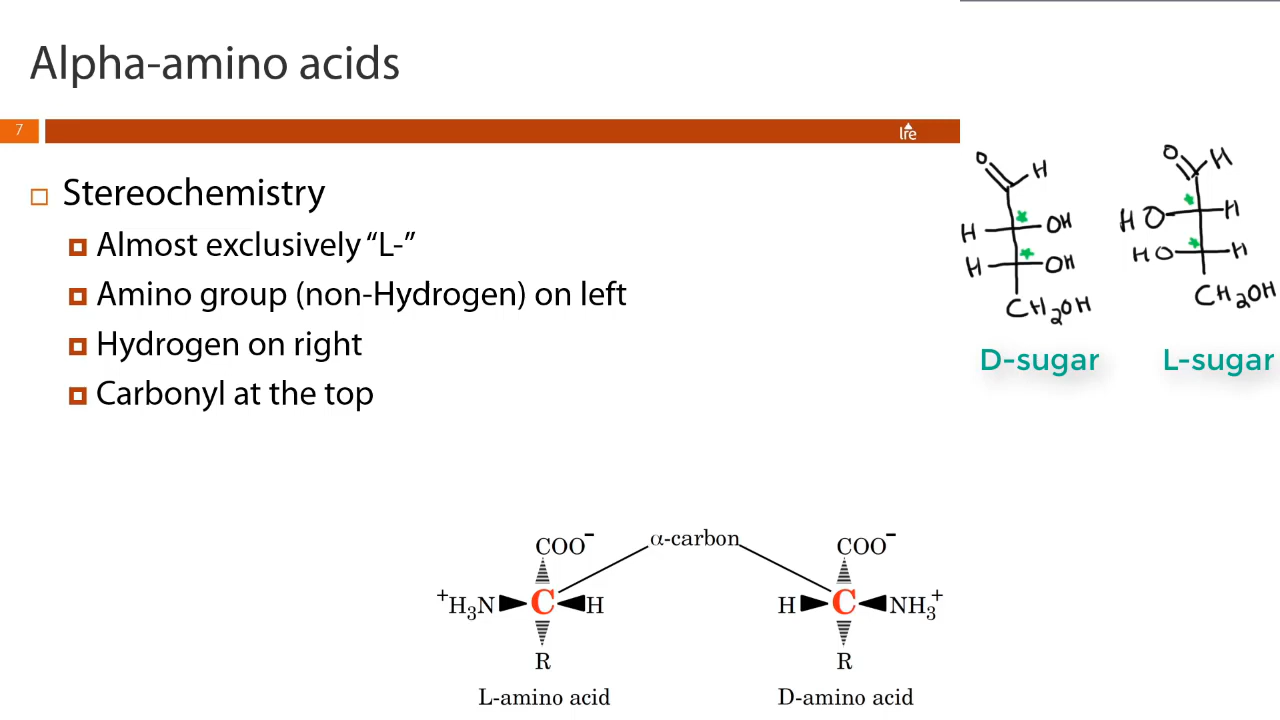 Alpha-amino acids
7
lre
Stereochemistry
Almost exclusively “L-”
Amino group (non-Hydrogen) on left
Hydrogen on right
Carbonyl at the top
O H
H OH
H OH
CH2OH
D-sugar
O H
HO H
HO H
CH2OH
L-sugar
α-carbon
COO-
+H3N C H
R
L-amino acid
COO-
H C NH3+
R
D-amino acid